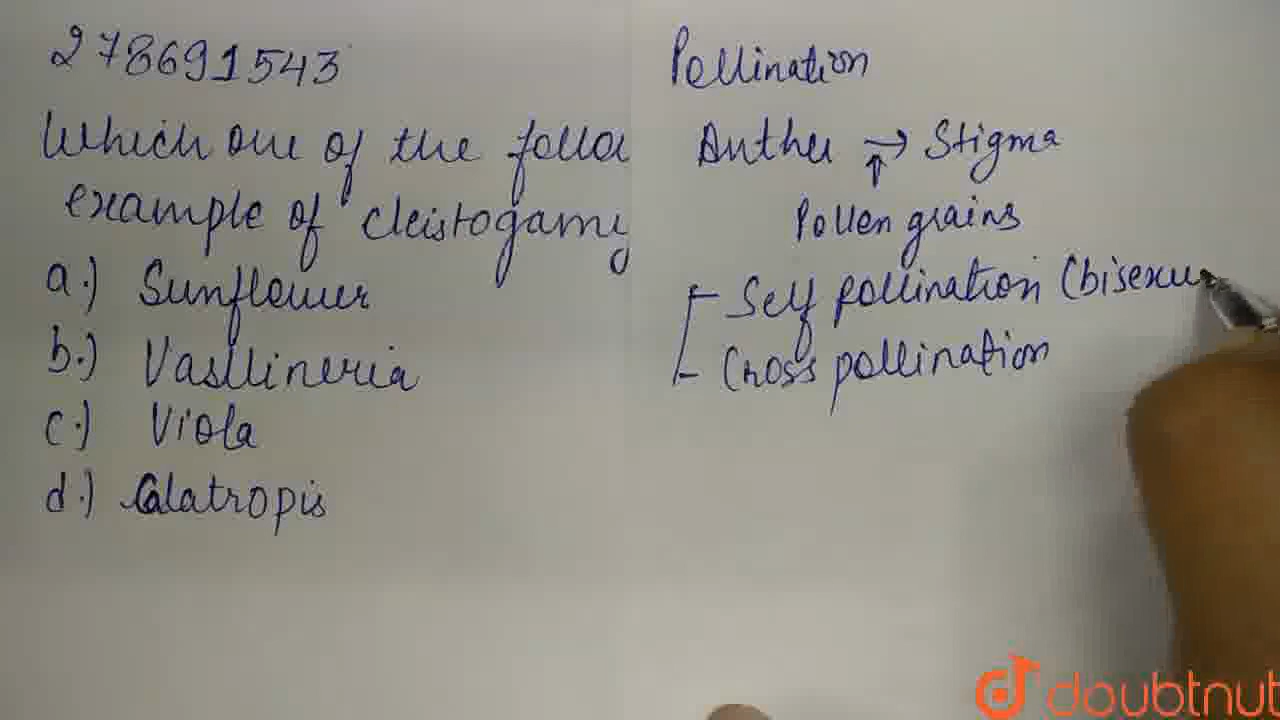 278691543
Which one of the follo
example of cleistogamy
a.) Sunflower
b.) Vasllineria
c.) Viola
d.) Calatropis
Pollination
Anther → Stigma
↑
Pollen grains
Self pollination (bisexu
Cross pollination
doubtnut